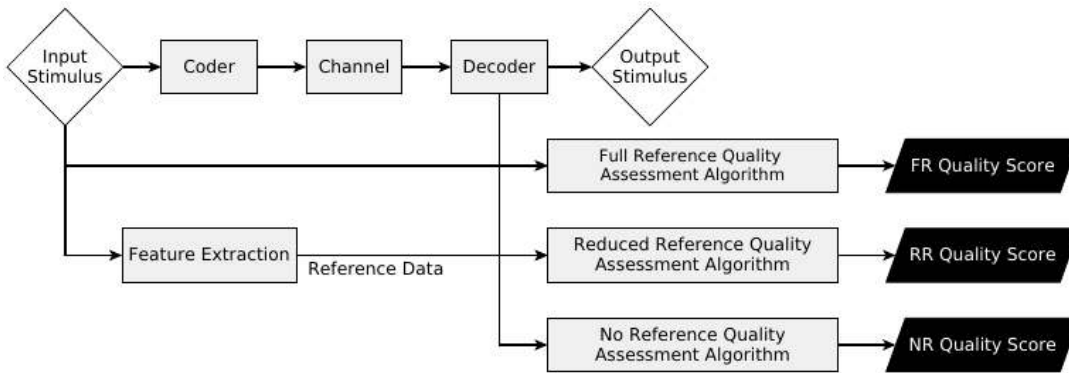 Input
Stimulus
Coder
Channel
Decoder
Output
Stimulus
Full Reference Quality
Assessment Algorithm
FR Quality Score
Feature Extraction
Reference Data
Reduced Reference Quality
Assessment Algorithm
RR Quality Score
No Reference Quality
Assessment Algorithm
NR Quality Score